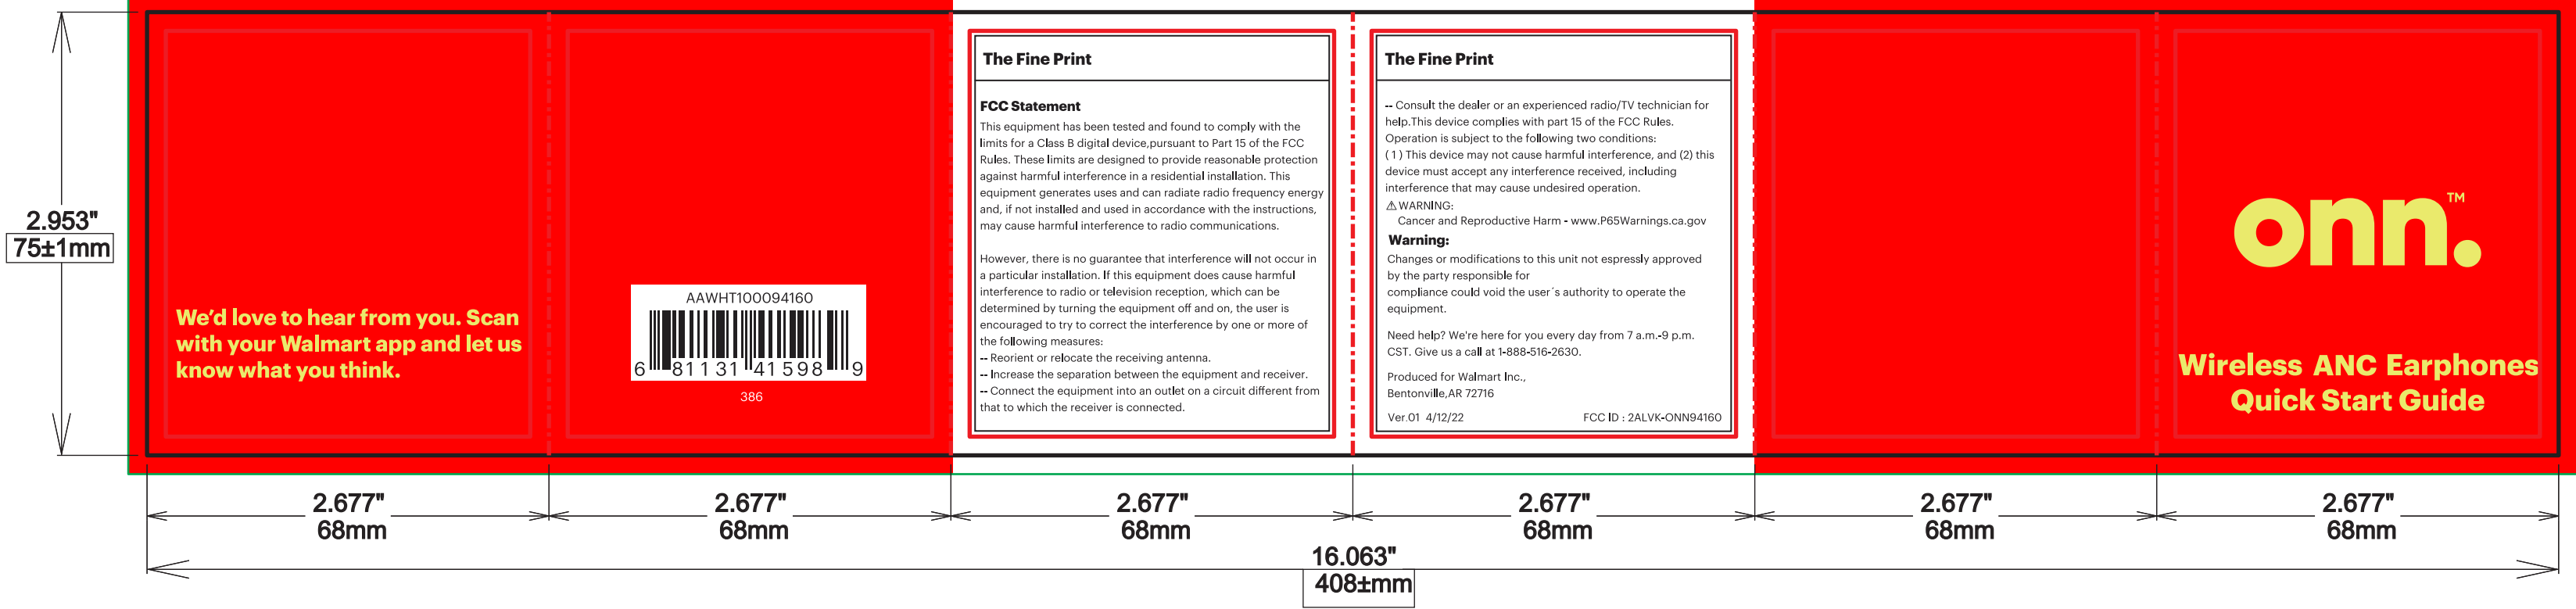 2.953"
75±1mm
We'd love to hear from you. Scan
with your Walmart app and let us
know what you think.
AAWHT100094160
6 81131 41598 9
386
The Fine Print
FCC Statement
This equipment has been tested and found to comply with the
limits for a Class B digital device,pursuant to Part 15 of the FCC
Rules. These limits are designed to provide reasonable protection
against harmful interference in a residential installation. This
equipment generates uses and can radiate radio frequency energy
and, if not installed and used in accordance with the instructions,
may cause harmful interference to radio communications.
However, there is no guarantee that interference will not occur in
a particular installation. If this equipment does cause harmful
interference to radio or television reception, which can be
determined by turning the equipment off and on, the user is
encouraged to try to correct the interference by one or more of
the following measures:
-- Reorient or relocate the receiving antenna.
-- Increase the separation between the equipment and receiver.
-- Connect the equipment into an outlet on a circuit different from
that to which the receiver is connected.
The Fine Print
-- Consult the dealer or an experienced radio/TV technician for
help.This device complies with part 15 of the FCC Rules.
Operation is subject to the following two conditions:
( 1 ) This device may not cause harmful interference, and (2) this
device must accept any interference received, including
interference that may cause undesired operation.
⚠ WARNING:
Cancer and Reproductive Harm - www.P65Warnings.ca.gov
Warning:
Changes or modifications to this unit not espressly approved
by the party responsible for
compliance could void the user´s authority to operate the
equipment.
Need help? We're here for you every day from 7 a.m.-9 p.m.
CST. Give us a call at 1-888-516-2630.
Produced for Walmart Inc.,
Bentonville,AR 72716
Ver.01 4/12/22 FCC ID : 2ALVK-ONN94160
onn.™
Wireless ANC Earphones
Quick Start Guide
2.677" 2.677" 2.677" 2.677" 2.677" 2.677"
68mm 68mm 68mm 68mm 68mm 68mm
16.063"
408±mm